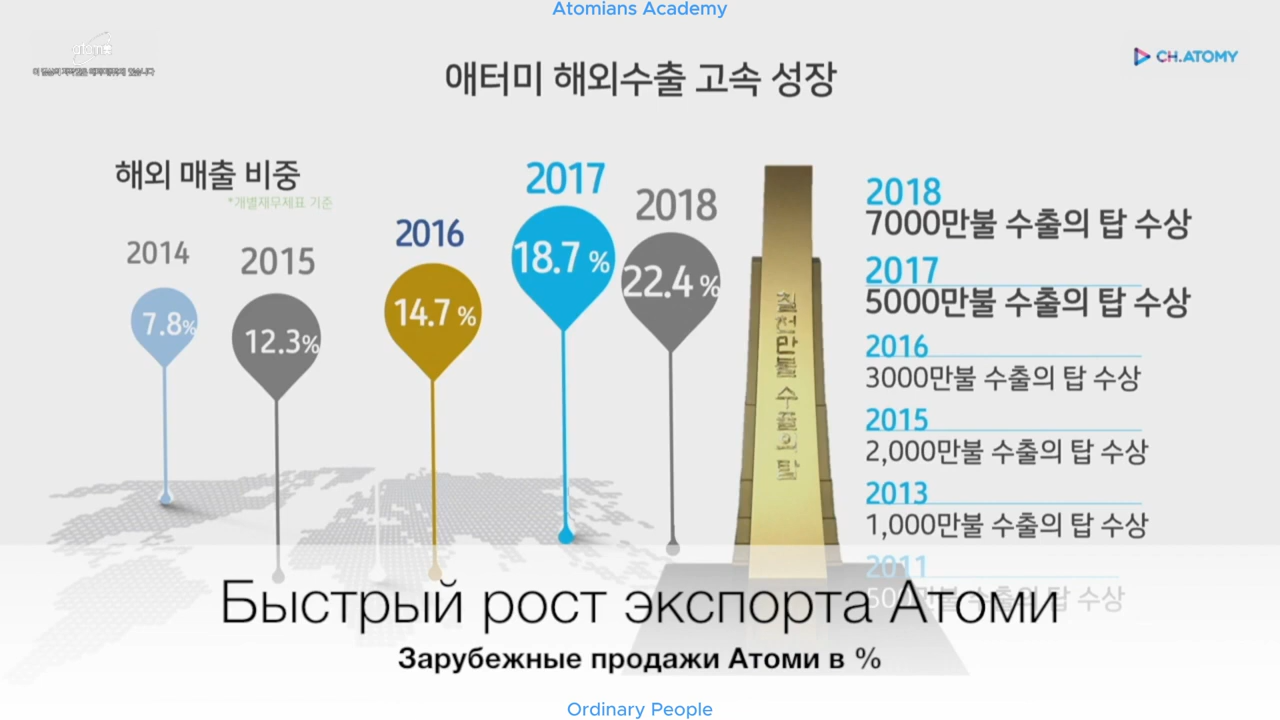 Atomians Academy
CH.ATOMY
애터미 해외수출 고속 성장
해외 매출 비중
*개별재무제표 기준
2014
7.8%
2015
12.3%
2016
14.7 %
2017
18.7 %
2018
22.4 %
2018
7000만불 수출의 탑 수상
2017
5000만불 수출의 탑 수상
2016
3000만불 수출의 탑 수상
2015
2,000만불 수출의 탑 수상
2013
1,000만불 수출의 탑 수상
2011
탑 수상
Быстрый рост экспорта Атоми
Зарубежные продажи Атоми в %
Ordinary People